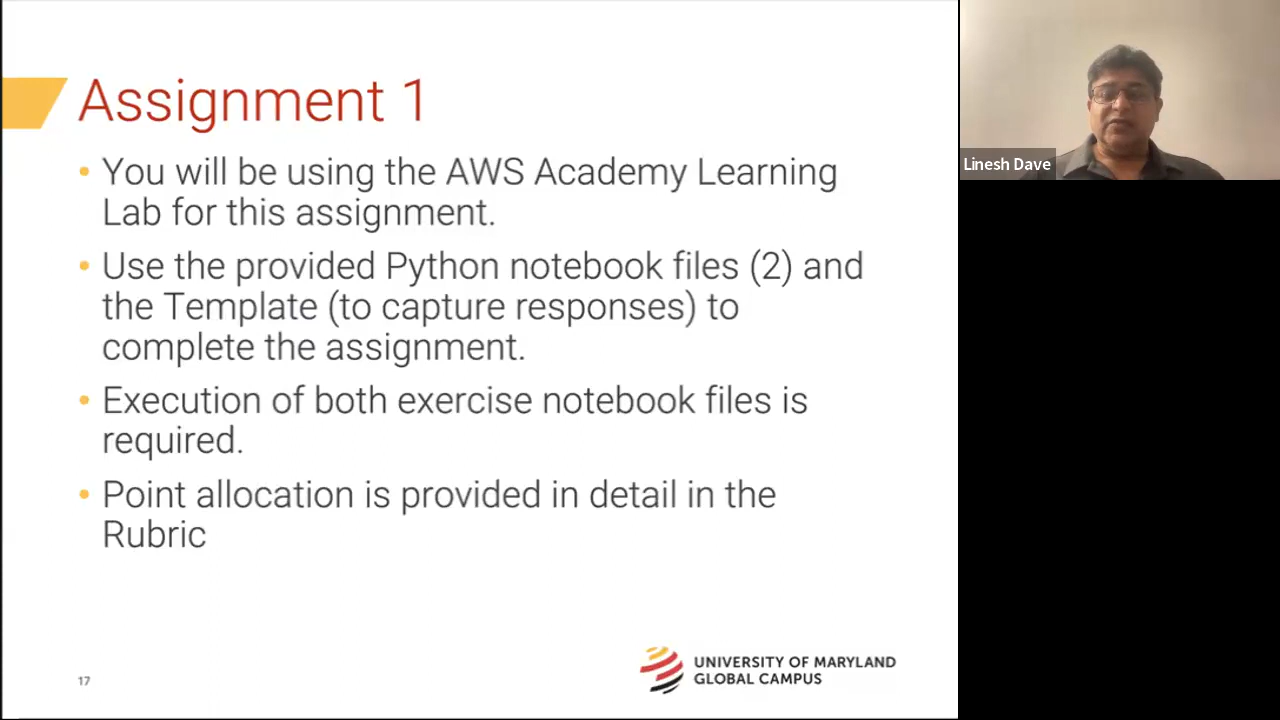 Assignment 1
• You will be using the AWS Academy Learning
Lab for this assignment.
• Use the provided Python notebook files (2) and
the Template (to capture responses) to
complete the assignment.
• Execution of both exercise notebook files is
required.
• Point allocation is provided in detail in the
Rubric
17
UNIVERSITY OF MARYLAND
GLOBAL CAMPUS
Linesh Dave